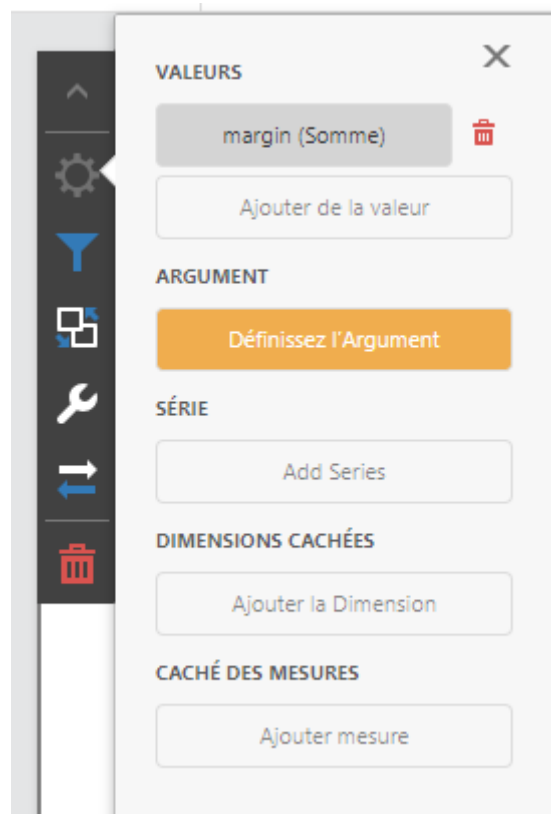 VALEURS
margin (Somme)
Ajouter de la valeur
ARGUMENT
Définissez l'Argument
SÉRIE
Add Series
DIMENSIONS CACHÉES
Ajouter la Dimension
CACHÉ DES MESURES
Ajouter mesure